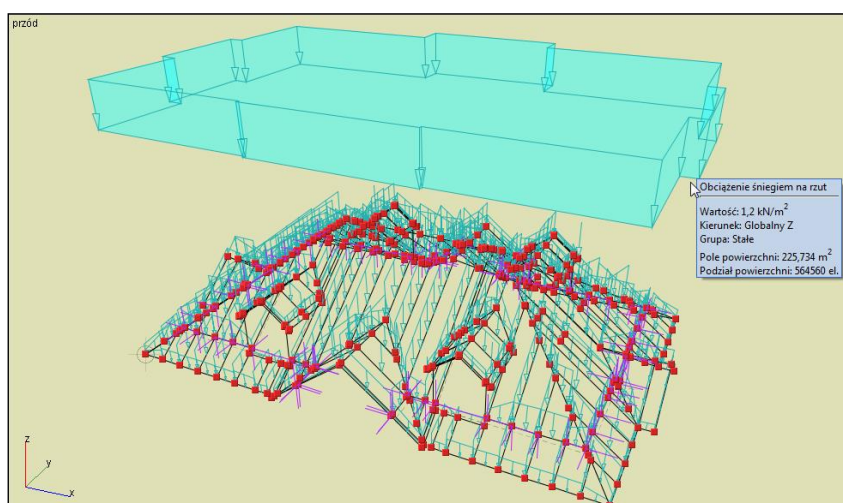 przód
Obciążenie śniegiem na rzut
Wartość: 1,2 kN/m²
Kierunek: Globalny Z
Grupa: Stałe
Pole powierzchni: 225,734 m²
Podział powierzchni: 564560 el.
z
y
x